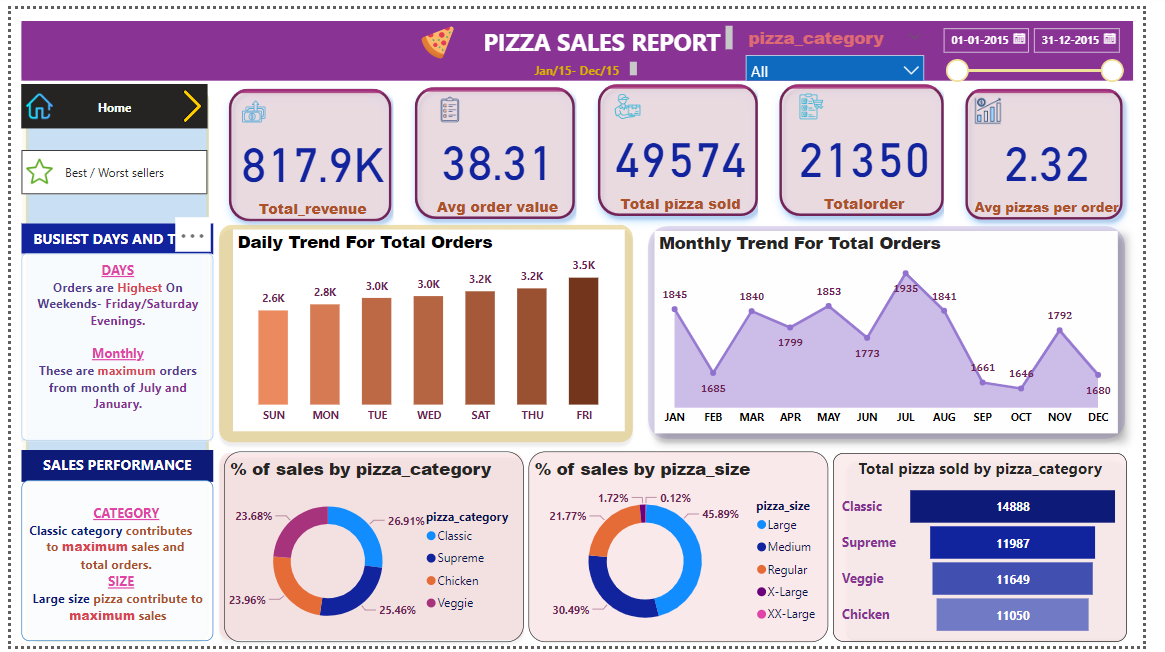 PIZZA SALES REPORT
Jan/15- Dec/15
pizza_category
All
01-01-2015
31-12-2015
Home
Best / Worst sellers
817.9K
Total_revenue
38.31
Avg order value
49574
Total pizza sold
21350
Totalorder
2.32
Avg pizzas per order
BUSIEST DAYS AND T
DAYS
Orders are Highest On
Weekends- Friday/Saturday
Evenings.
Monthly
These are maximum orders
from month of July and
January.
Daily Trend For Total Orders
2.6K
2.8K
3.0K
3.0K
3.2K
3.2K
3.5K
SUN
MON
TUE
WED
SAT
THU
FRI
Monthly Trend For Total Orders
1845
1685
1840
1799
1853
1773
1935
1841
1661
1646
1792
1680
JAN
FEB
MAR
APR
MAY
JUN
JUL
AUG
SEP
OCT
NOV
DEC
SALES PERFORMANCE
CATEGORY
Classic category contributes
to maximum sales and
total orders.
SIZE
Large size pizza contribute to
maximum sales
% of sales by pizza_category
23.68%
26.91%
23.96%
25.46%
pizza_category
Classic
Supreme
Chicken
Veggie
% of sales by pizza_size
1.72%
0.12%
21.77%
45.89%
30.49%
pizza_size
Large
Medium
Regular
X-Large
XX-Large
Total pizza sold by pizza_category
Classic
14888
Supreme
11987
Veggie
11649
Chicken
11050